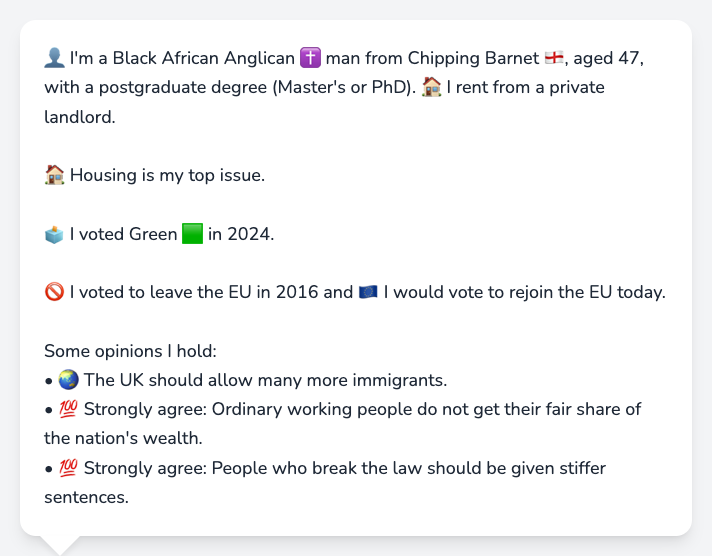 👤 I'm a Black African Anglican ✝️ man from Chipping Barnet 🏴󠁧󠁢󠁥󠁮󠁧󠁿, aged 47,
with a postgraduate degree (Master's or PhD). 🏠 I rent from a private
landlord.
🏠 Housing is my top issue.
🗳️ I voted Green 🟩 in 2024.
🚫 I voted to leave the EU in 2016 and 🇪🇺 I would vote to rejoin the EU today.
Some opinions I hold:
• 🌏 The UK should allow many more immigrants.
• 💯 Strongly agree: Ordinary working people do not get their fair share of
the nation's wealth.
• 💯 Strongly agree: People who break the law should be given stiffer
sentences.